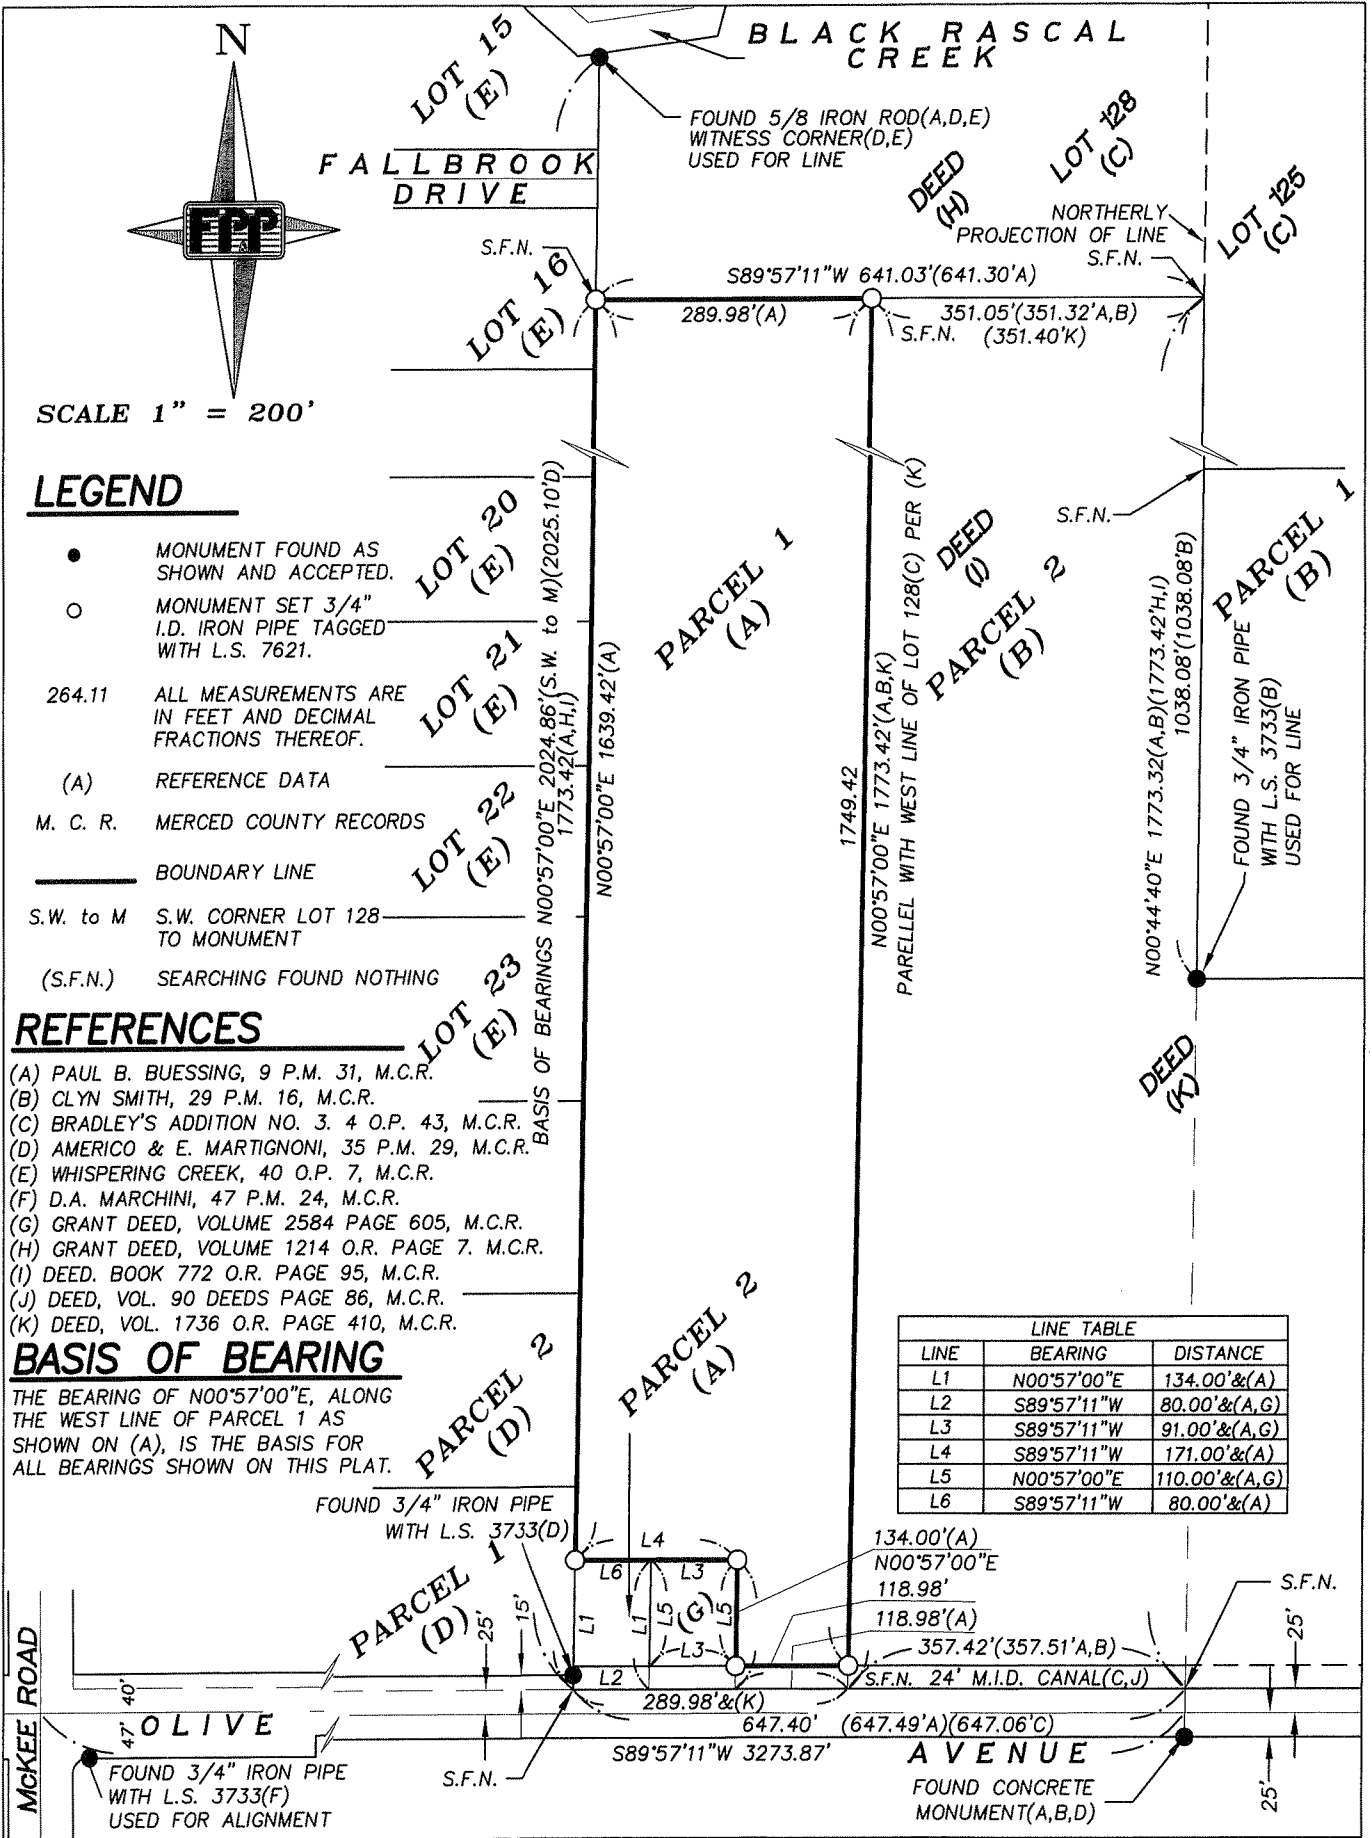 N
LOT 15
(E)
BLACK RASCAL
CREEK
FOUND 5/8 IRON ROD(A,D,E)
WITNESS CORNER(D,E)
USED FOR LINE
FALLBROOK
DRIVE
DEED
(H)
LOT 128
(C)
LOT 125
(C)
NORTHERLY
PROJECTION OF LINE
S.F.N.
FP&P
S.F.N.
LOT 16
(E)
S89°57'11"W 641.03'(641.30'A)
289.98'(A)
351.05'(351.32'A,B)
S.F.N. (351.40'K)
SCALE 1" = 200'
LEGEND
MONUMENT FOUND AS
SHOWN AND ACCEPTED.
MONUMENT SET 3/4"
I.D. IRON PIPE TAGGED
WITH L.S. 7621.
264.11 ALL MEASUREMENTS ARE
IN FEET AND DECIMAL
FRACTIONS THEREOF.
(A) REFERENCE DATA
M. C. R. MERCED COUNTY RECORDS
BOUNDARY LINE
S.W. to M S.W. CORNER LOT 128
TO MONUMENT
(S.F.N.) SEARCHING FOUND NOTHING
LOT 20
(E)
LOT 21
(E)
LOT 22
(E)
LOT 23
(E)
BASIS OF BEARINGS N00°57'00"E 2024.86'(S.W. to M)(2025.10'D)
1773.42(A,H,I)
N00°57'00"E 1639.42'(A)
PARCEL 1
(A)
1749.42
N00°57'00"E 1773.42'(A,B,K)
PARELLEL WITH WEST LINE OF LOT 128(C) PER (K)
DEED
(I)
PARCEL 2
(B)
S.F.N.
N00°44'40"E 1773.32(A,B)(1773.42'H,I)
1038.08'(1038.08'B)
PARCEL 1
(B)
FOUND 3/4" IRON PIPE
WITH L.S. 3733(B)
USED FOR LINE
DEED
(K)
REFERENCES
(A) PAUL B. BUESSING, 9 P.M. 31, M.C.R.
(B) CLYN SMITH, 29 P.M. 16, M.C.R.
(C) BRADLEY'S ADDITION NO. 3. 4 O.P. 43, M.C.R.
(D) AMERICO & E. MARTIGNONI, 35 P.M. 29, M.C.R.
(E) WHISPERING CREEK, 40 O.P. 7, M.C.R.
(F) D.A. MARCHINI, 47 P.M. 24, M.C.R.
(G) GRANT DEED, VOLUME 2584 PAGE 605, M.C.R.
(H) GRANT DEED, VOLUME 1214 O.R. PAGE 7. M.C.R.
(I) DEED. BOOK 772 O.R. PAGE 95, M.C.R.
(J) DEED, VOL. 90 DEEDS PAGE 86, M.C.R.
(K) DEED, VOL. 1736 O.R. PAGE 410, M.C.R.
BASIS OF BEARING
THE BEARING OF N00°57'00"E, ALONG
THE WEST LINE OF PARCEL 1 AS
SHOWN ON (A), IS THE BASIS FOR
ALL BEARINGS SHOWN ON THIS PLAT.
PARCEL 2
(D)
PARCEL 2
(A)
LINE TABLE
LINE BEARING DISTANCE
L1 N00°57'00"E 134.00'&(A)
L2 S89°57'11"W 80.00'&(A,G)
L3 S89°57'11"W 91.00'&(A,G)
L4 S89°57'11"W 171.00'&(A)
L5 N00°57'00"E 110.00'&(A,G)
L6 S89°57'11"W 80.00'&(A)
FOUND 3/4" IRON PIPE
WITH L.S. 3733(D)
PARCEL 1
(D)
L4
L6 L3
L1 L1 L5 (G) L5
L3
L2
134.00'(A)
N00°57'00"E
118.98'
118.98'(A)
357.42'(357.51'A,B)
S.F.N. 24' M.I.D. CANAL(C,J)
S.F.N.
25'
15'
25'
289.98'&(K)
647.40' (647.49'A)(647.06'C)
S89°57'11"W 3273.87'
McKEE ROAD
40'
47'
OLIVE
AVENUE
FOUND 3/4" IRON PIPE
WITH L.S. 3733(F)
USED FOR ALIGNMENT
S.F.N.
FOUND CONCRETE
MONUMENT(A,B,D)
25'